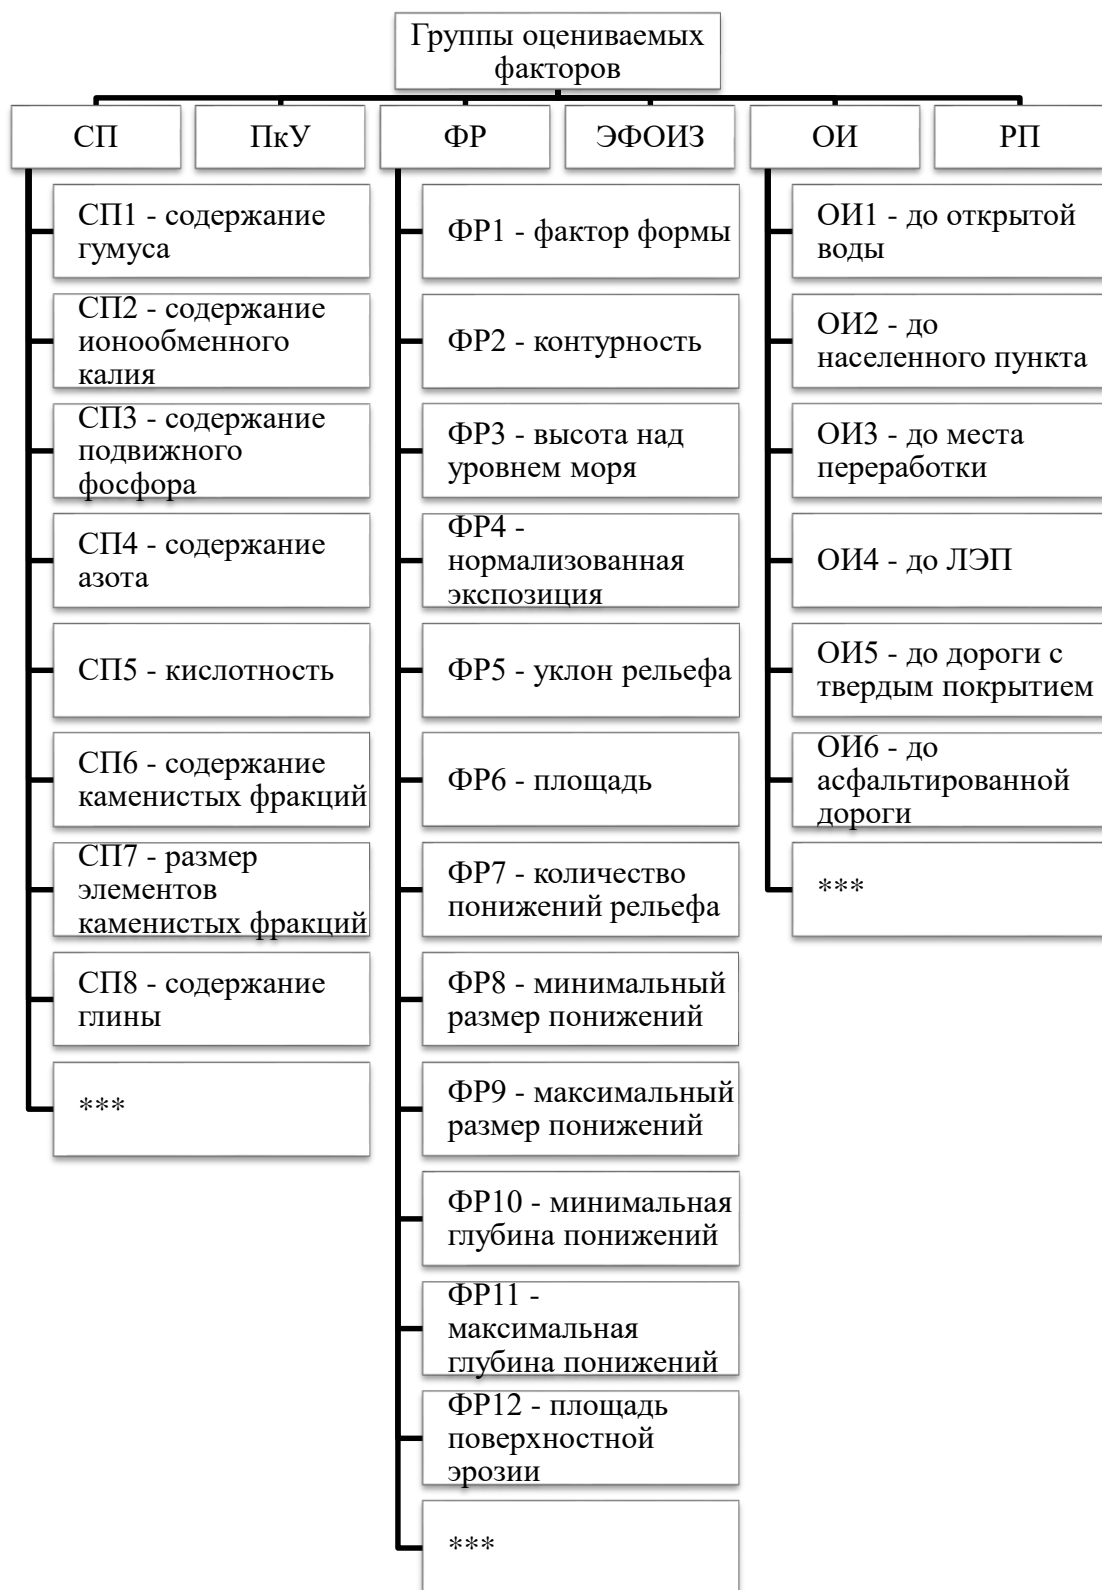 Группы оцениваемых
факторов
СП
ПкУ
ФР
ЭФОИЗ
ОИ
РП
СП1 - содержание
гумуса
СП2 - содержание
ионообменного
калия
СП3 - содержание
подвижного
фосфора
СП4 - содержание
азота
СП5 - кислотность
СП6 - содержание
каменистых фракций
СП7 - размер
элементов
каменистых фракций
СП8 - содержание
глины
***
ФР1 - фактор формы
ФР2 - контурность
ФР3 - высота над
уровнем моря
ФР4 -
нормализованная
экспозиция
ФР5 - уклон рельефа
ФР6 - площадь
ФР7 - количество
понижений рельефа
ФР8 - минимальный
размер понижений
ФР9 - максимальный
размер понижений
ФР10 - минимальная
глубина понижений
ФР11 -
максимальная
глубина понижений
ФР12 - площадь
поверхностной
эрозии
***
ОИ1 - до открытой
воды
ОИ2 - до
населенного пункта
ОИ3 - до места
переработки
ОИ4 - до ЛЭП
ОИ5 - до дороги с
твердым покрытием
ОИ6 - до
асфальтированной
дороги
***